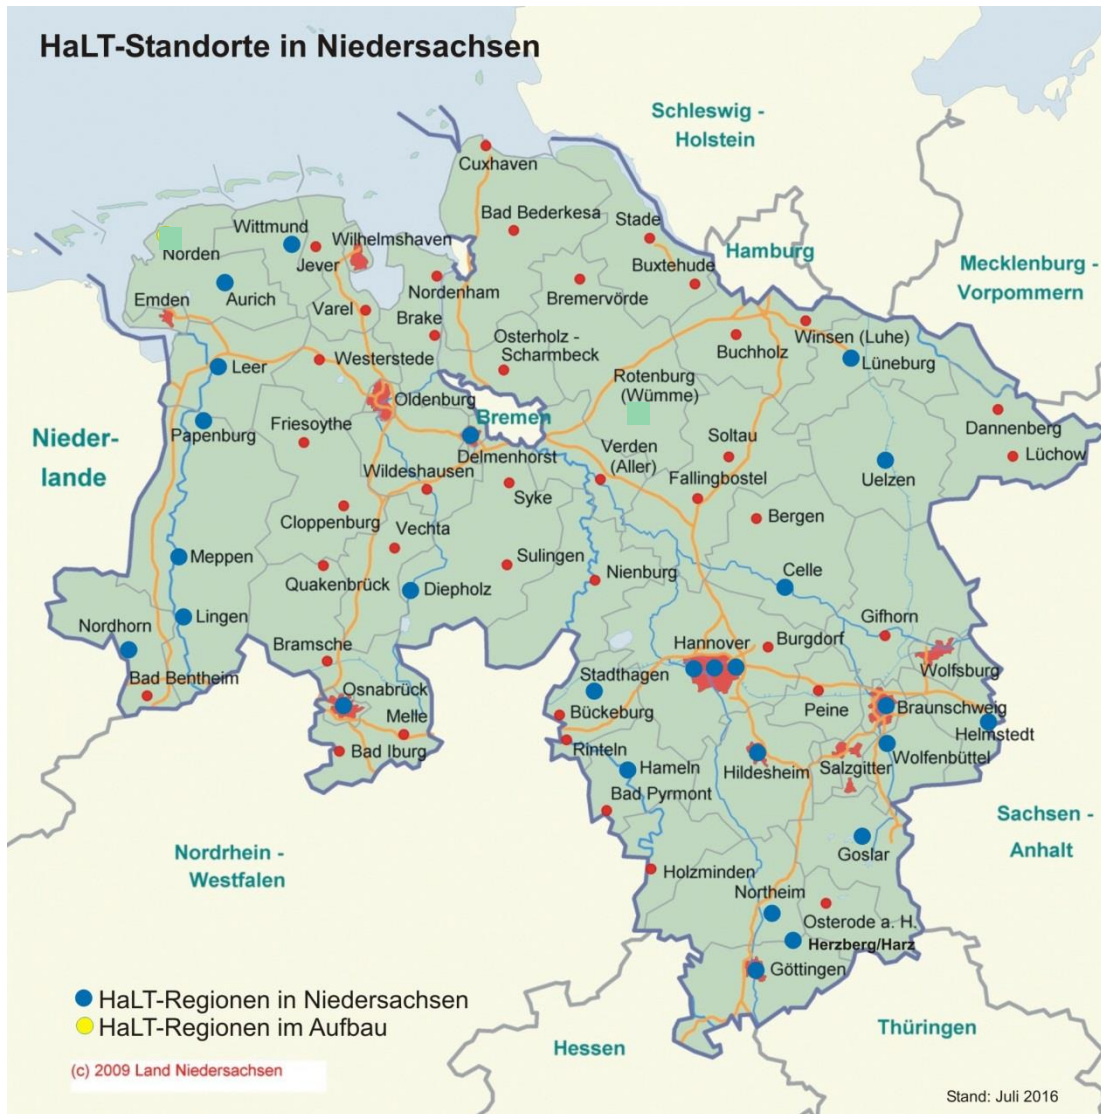 HaLT-Standorte in Niedersachsen
Schleswig -
Holstein
Cuxhaven
Bad Bederkesa
Stade
Hamburg
Wittmund
Wilhelmshaven
Norden
Jever
Buxtehude
Mecklenburg -
Vorpommern
Aurich
Nordenham
Bremervörde
Emden
Varel
Brake
Osterholz -
Scharmbeck
Winsen (Luhe)
Buchholz
Lüneburg
Leer
Westerstede
Rotenburg
(Wümme)
Oldenburg
Bremen
Friesoythe
Papenburg
Dannenberg
Nieder-
lande
Delmenhorst
Verden
(Aller)
Soltau
Lüchow
Wildeshausen
Fallingbostel
Uelzen
Syke
Cloppenburg
Vechta
Bergen
Meppen
Sulingen
Quakenbrück
Diepholz
Nienburg
Celle
Lingen
Nordhorn
Gifhorn
Bramsche
Hannover
Burgdorf
Bad Bentheim
Stadthagen
Wolfsburg
Osnabrück
Bückeburg
Peine
Braunschweig
Melle
Helmstedt
Bad Iburg
Rinteln
Hameln
Hildesheim
Salzgitter
Wolfenbüttel
Bad Pyrmont
Sachsen -
Anhalt
Nordrhein -
Westfalen
Goslar
Holzminden
Northeim
Osterode a. H.
Herzberg/Harz
Göttingen
HaLT-Regionen in Niedersachsen
HaLT-Regionen im Aufbau
Hessen
Thüringen
(c) 2009 Land Niedersachsen
Stand: Juli 2016